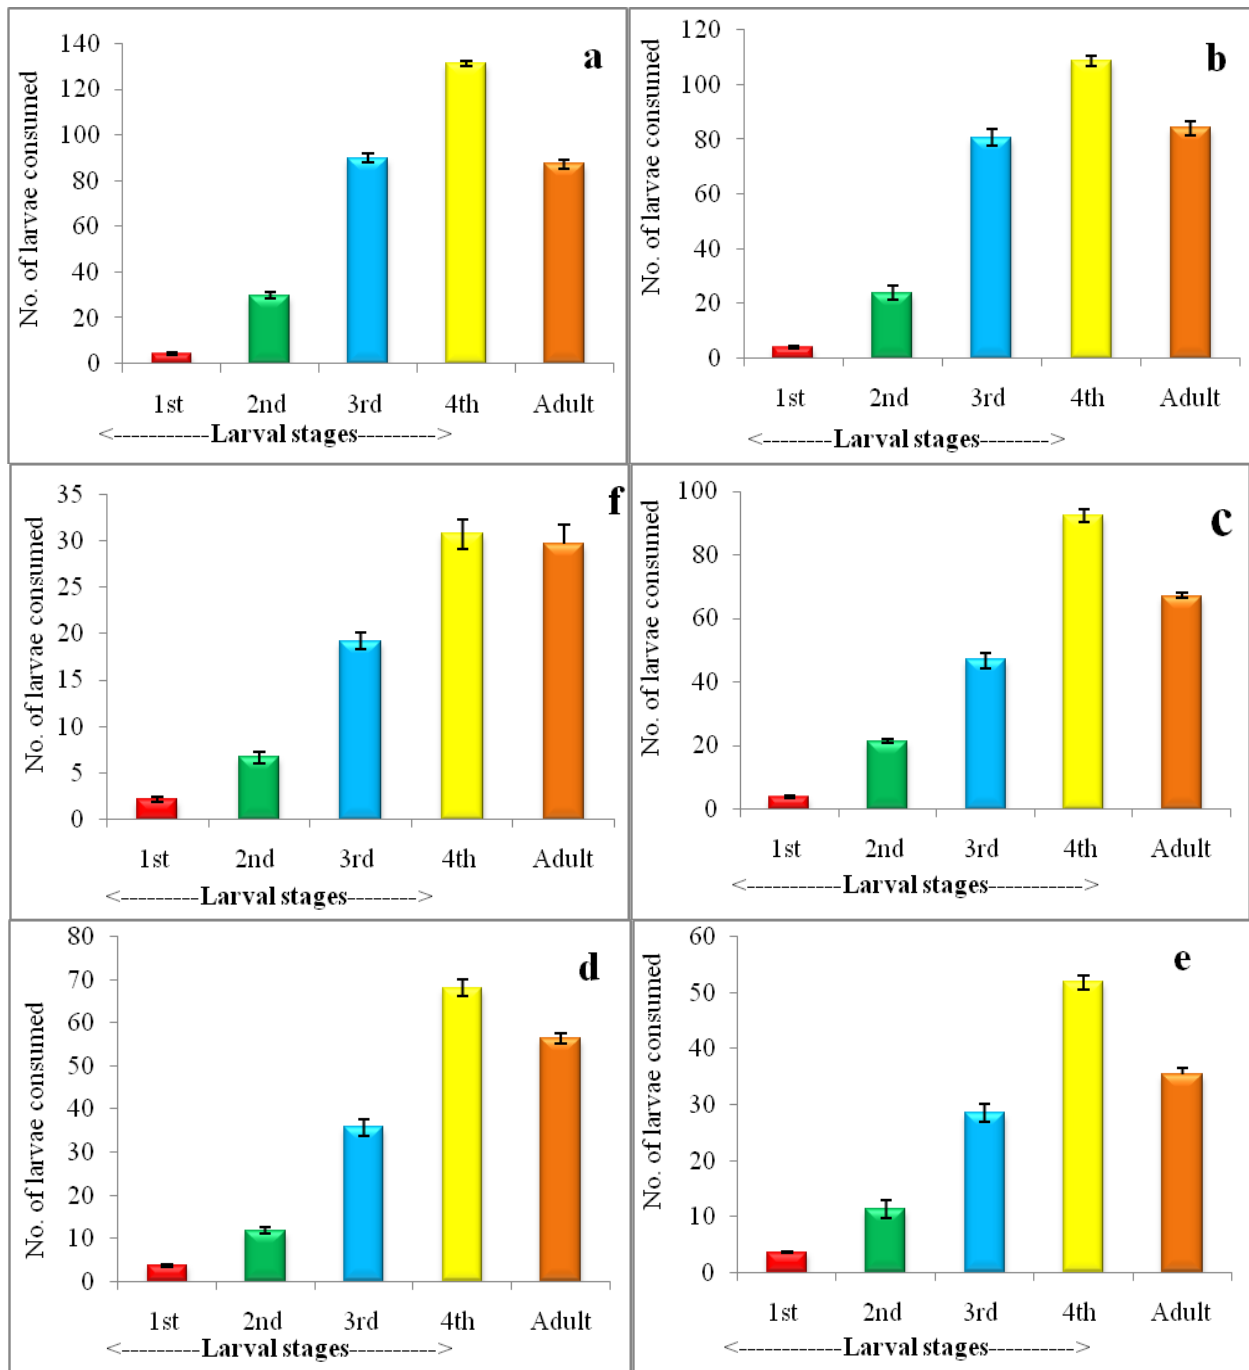 a
No. of larvae consumed
140
120
100
80
60
40
20
0
1st 2nd 3rd 4th Adult
<-----------Larval stages--------->
b
No. of larvae consumed
120
100
80
60
40
20
0
1st 2nd 3rd 4th Adult
<----------Larval stages-------->
f
No. of larvae consumed
35
30
25
20
15
10
5
0
1st 2nd 3rd 4th Adult
<---------Larval stages------->
c
No. of larvae consumed
100
80
60
40
20
0
1st 2nd 3rd 4th Adult
<-----------Larval stages----------->
d
No. of larvae consumed
80
70
60
50
40
30
20
10
0
1st 2nd 3rd 4th Adult
<---------Larval stages--------->
e
No. of larvae consumed
60
50
40
30
20
10
0
1st 2nd 3rd 4th Adult
<-----------Larval stages---------->